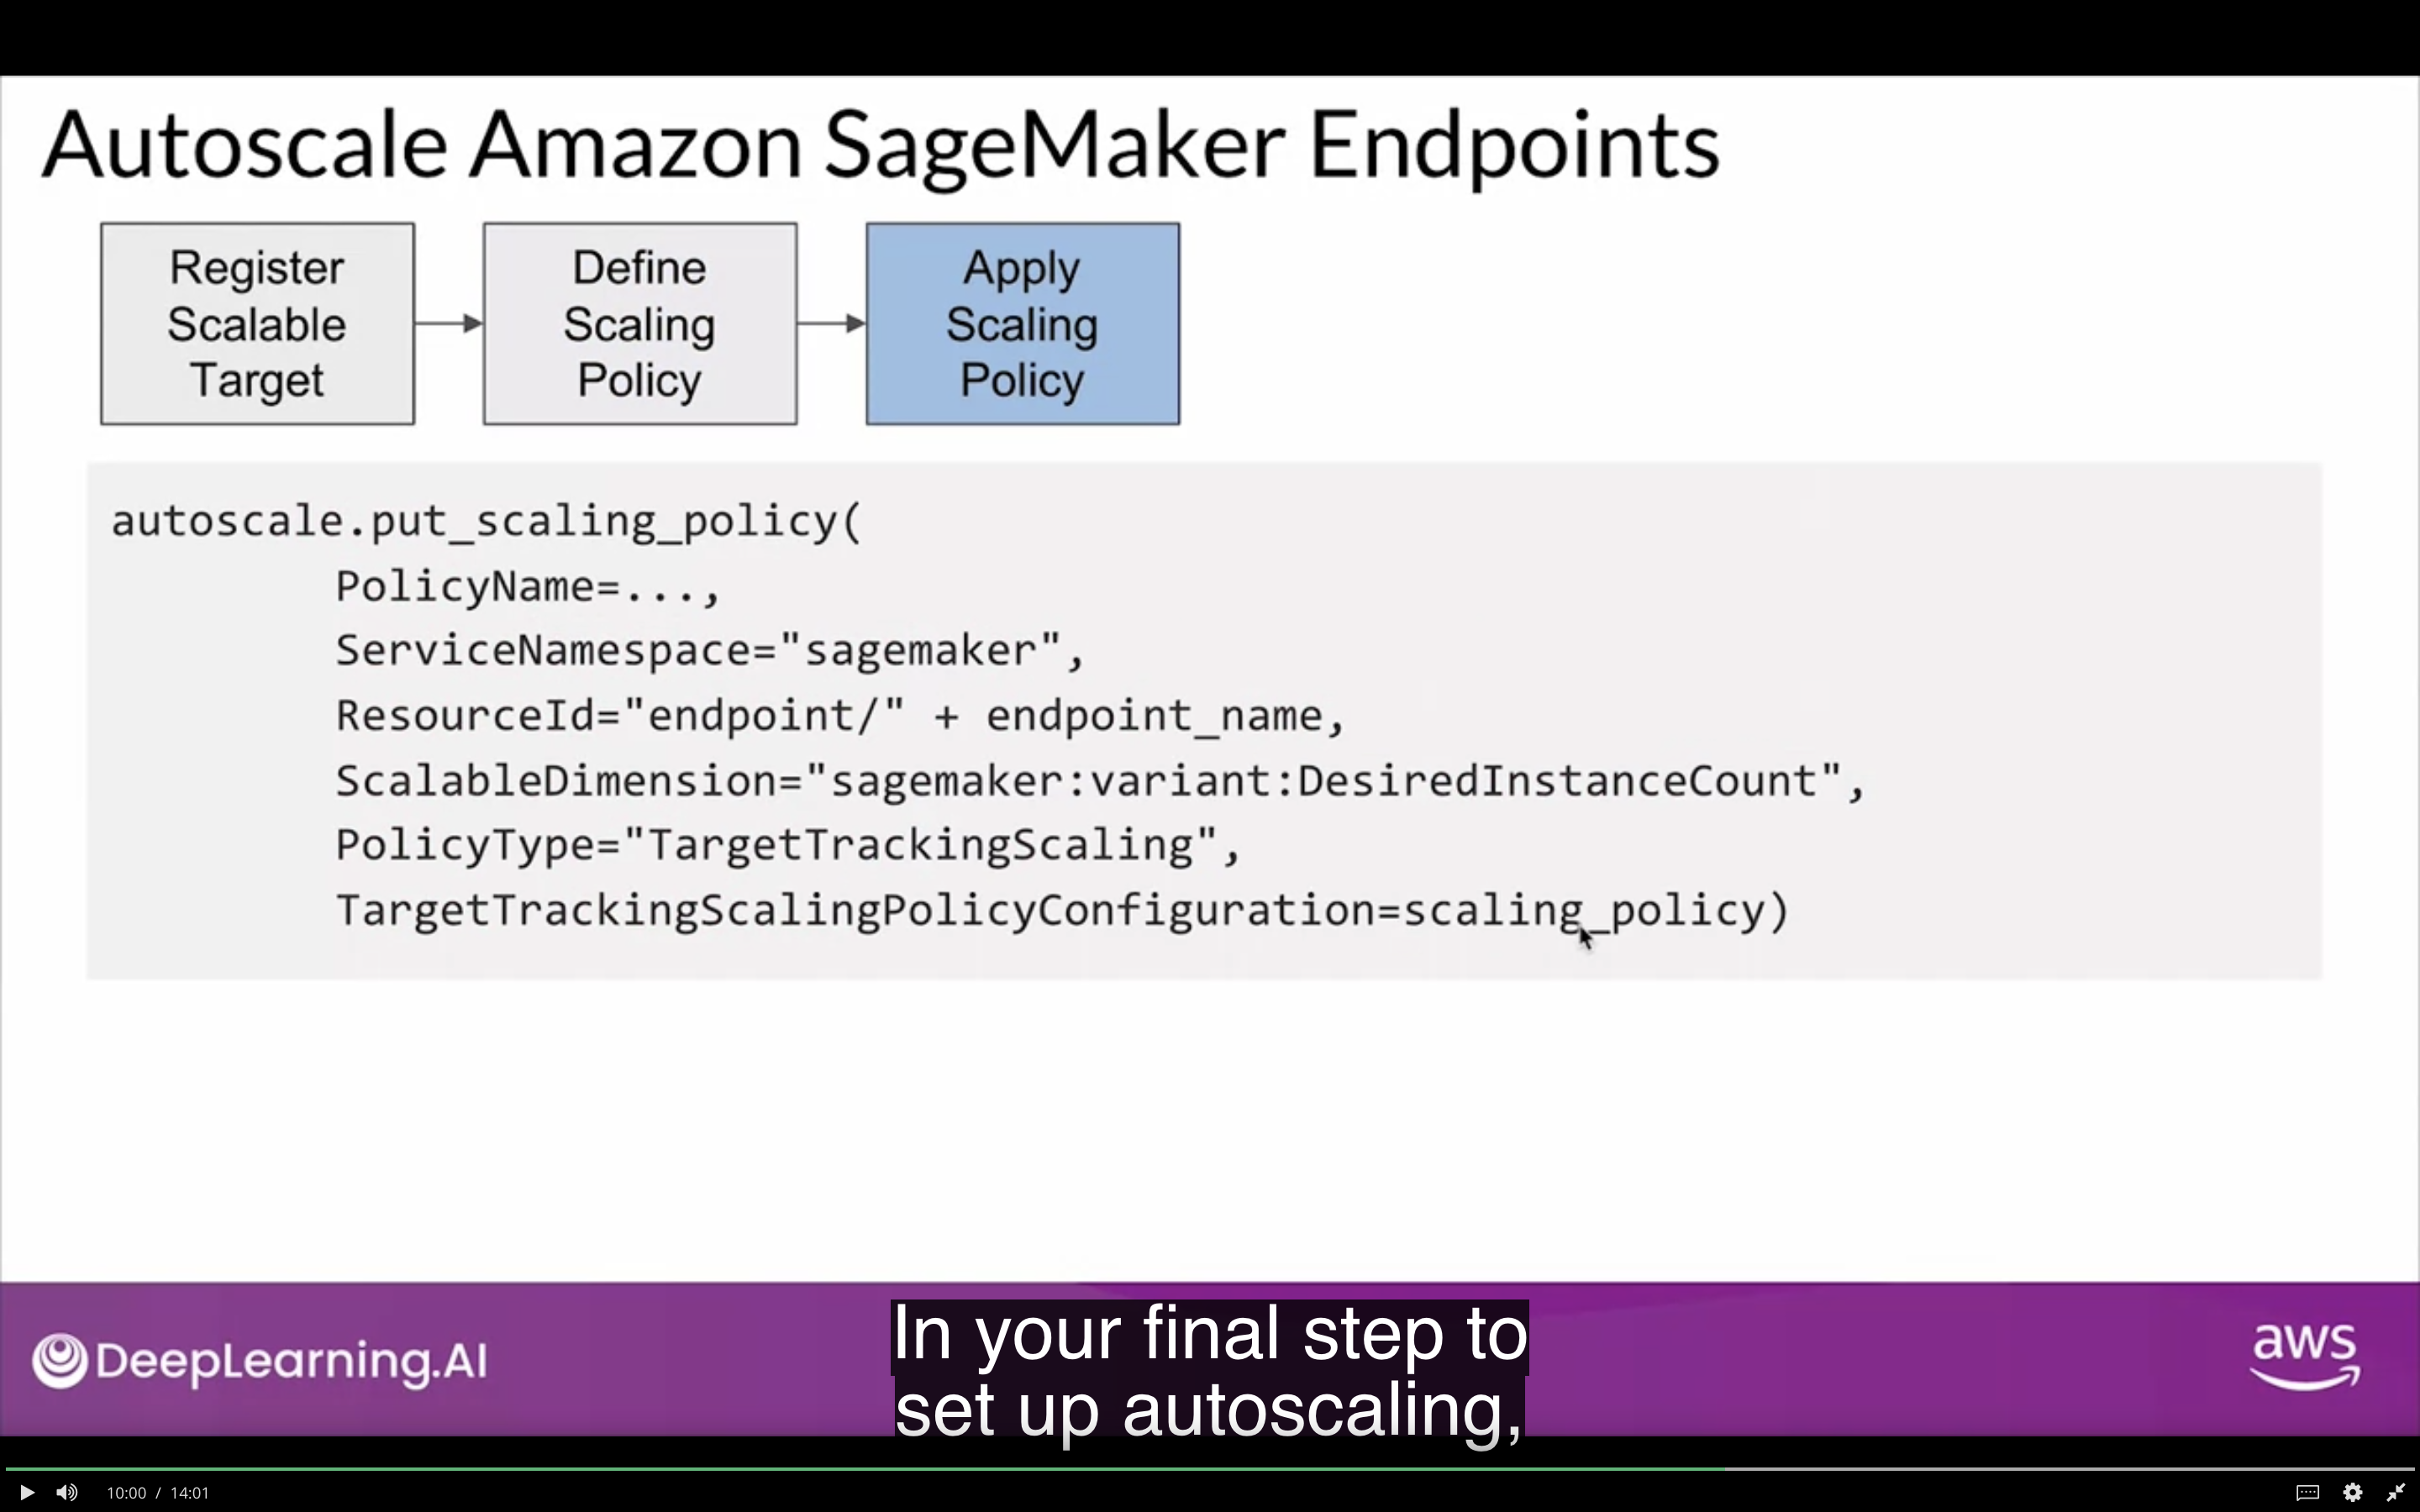 Autoscale Amazon SageMaker Endpoints
Register
Scalable
Target
Define
Scaling
Policy
Apply
Scaling
Policy
autoscale.put_scaling_policy(
PolicyName=...,
ServiceNamespace="sagemaker",
ResourceId="endpoint/" + endpoint_name,
ScalableDimension="sagemaker:variant:DesiredInstanceCount",
PolicyType="TargetTrackingScaling",
TargetTrackingScalingPolicyConfiguration=scaling_policy)
DeepLearning.AI
In your final step to
set up autoscaling,
aws
10:00 / 14:01